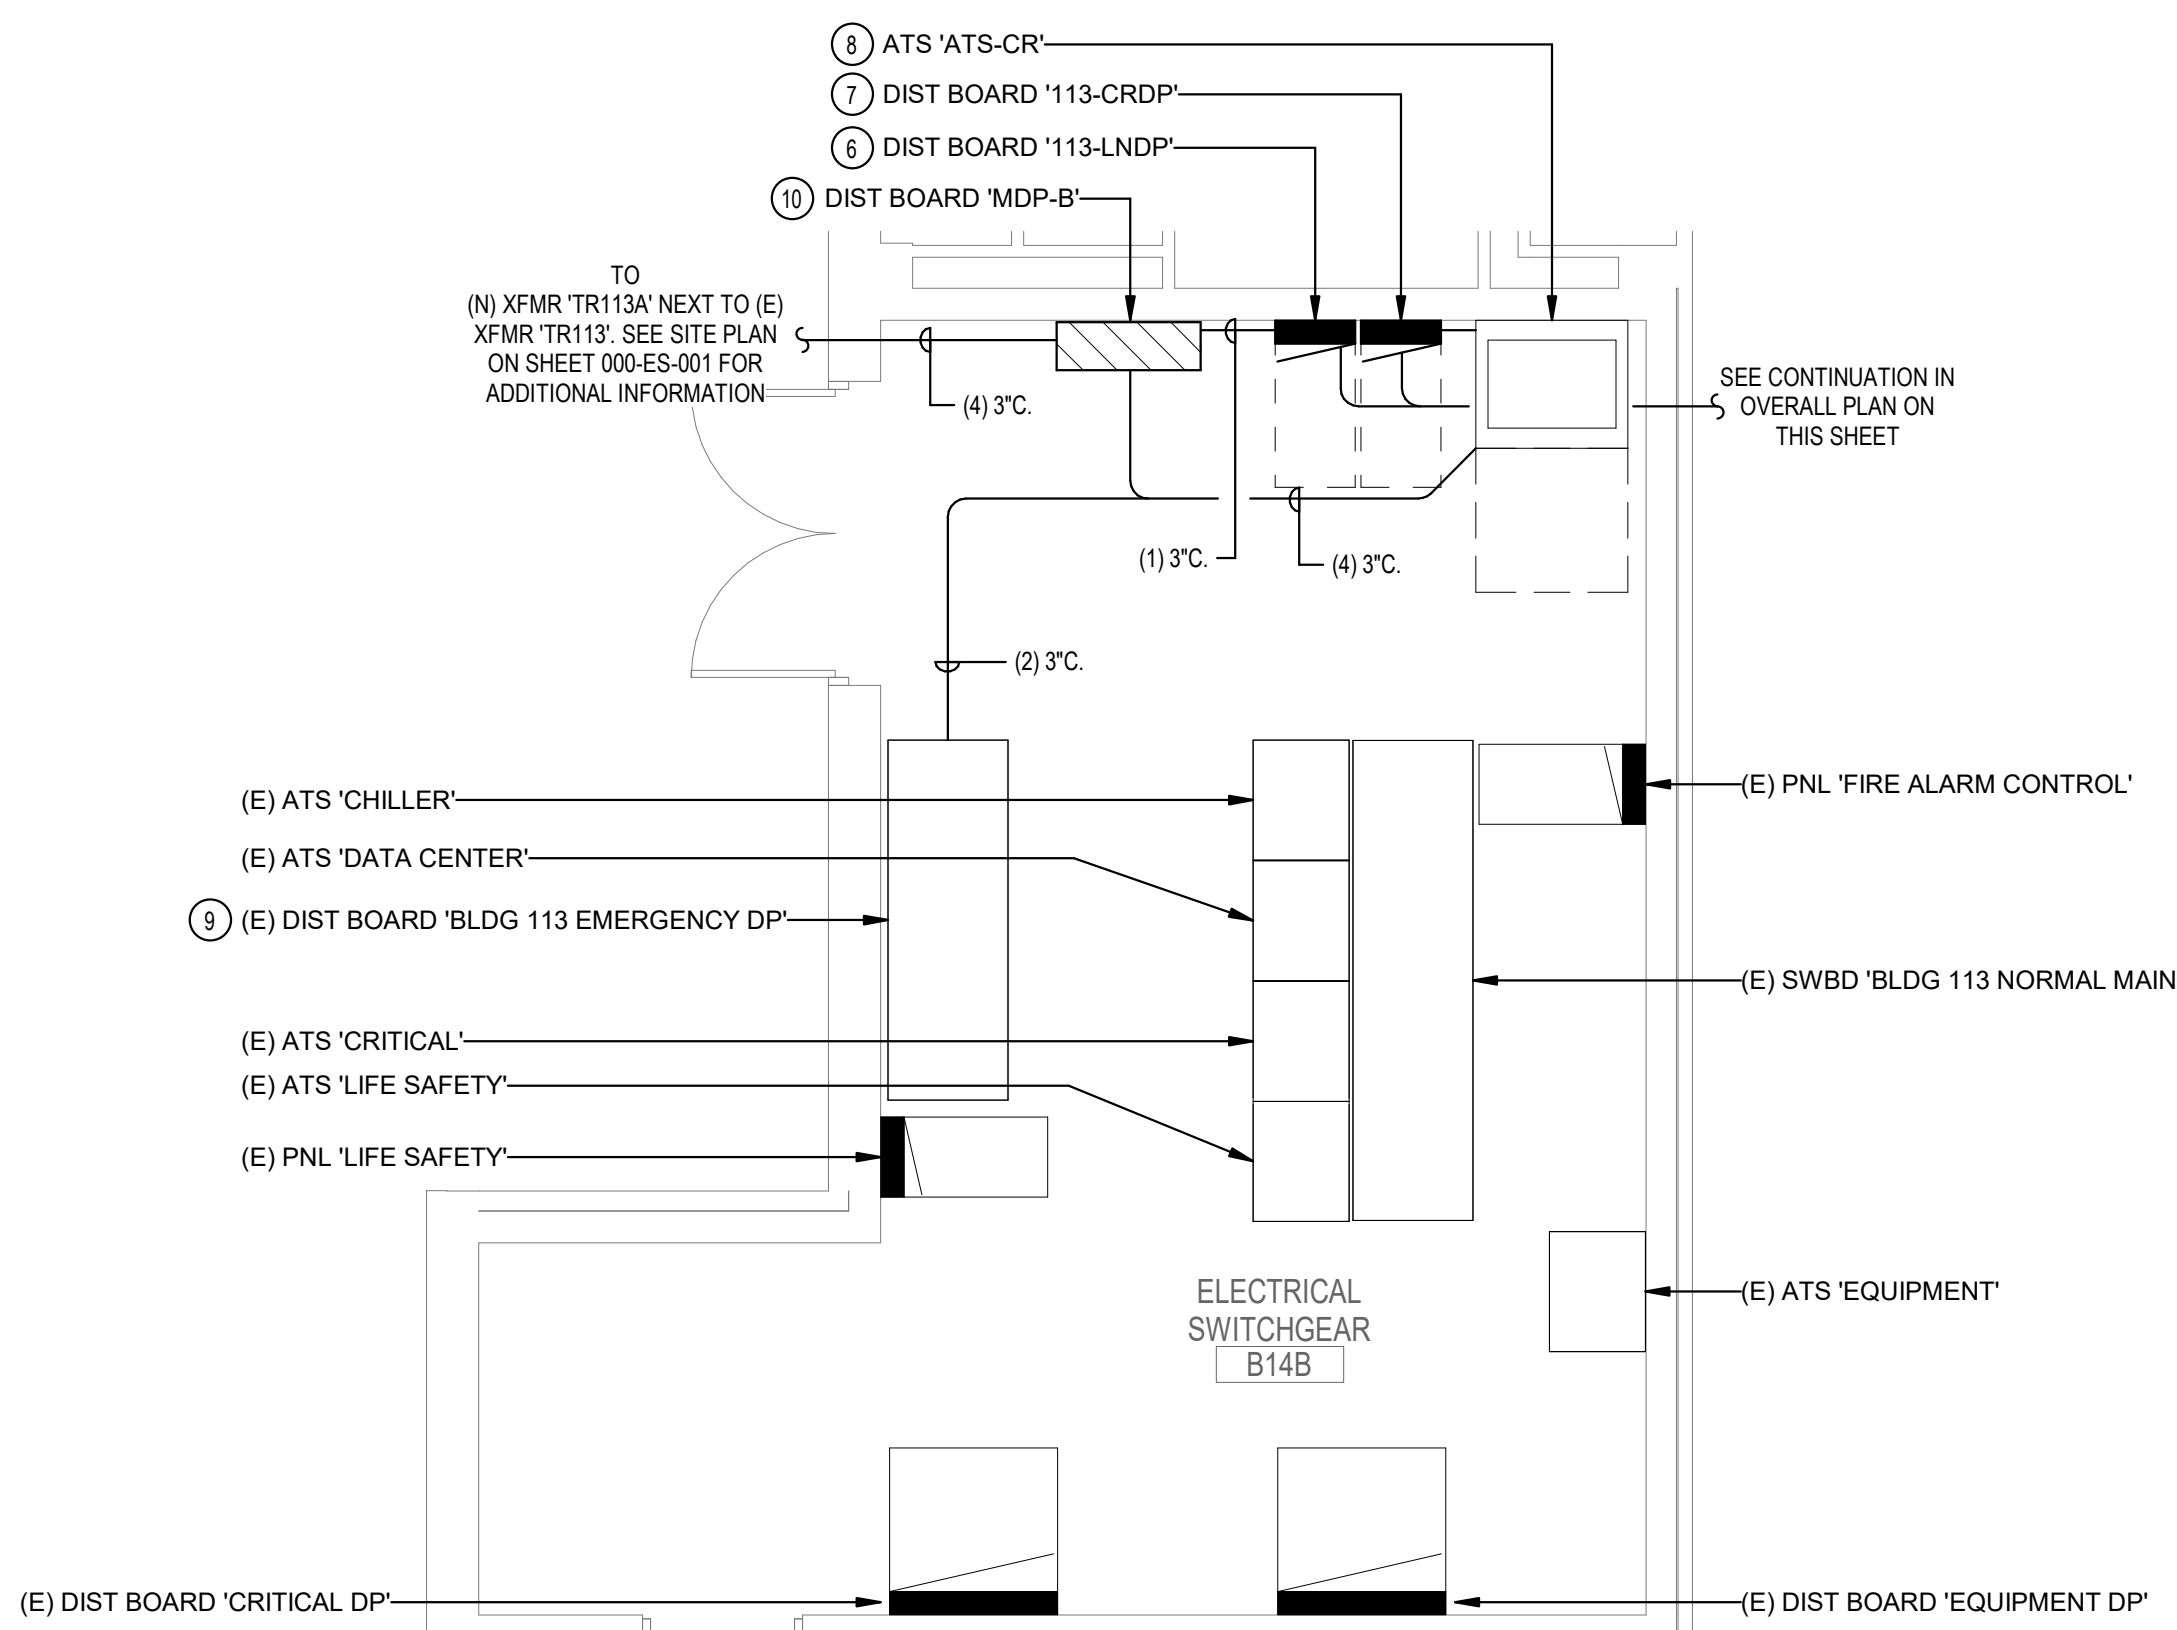 8 ATS 'ATS-CR'
7 DIST BOARD '113-CRDP'
6 DIST BOARD '113-LNDP'
10 DIST BOARD 'MDP-B'
TO
(N) XFMR 'TR113A' NEXT TO (E)
XFMR 'TR113'. SEE SITE PLAN
ON SHEET 000-ES-001 FOR
ADDITIONAL INFORMATION
(4) 3"C.
SEE CONTINUATION IN
OVERALL PLAN ON
THIS SHEET
(1) 3"C.
(4) 3"C.
(2) 3"C.
(E) ATS 'CHILLER'
(E) PNL 'FIRE ALARM CONTROL'
(E) ATS 'DATA CENTER'
9 (E) DIST BOARD 'BLDG 113 EMERGENCY DP'
(E) SWBD 'BLDG 113 NORMAL MAIN
(E) ATS 'CRITICAL'
(E) ATS 'LIFE SAFETY'
(E) PNL 'LIFE SAFETY'
ELECTRICAL
SWITCHGEAR
B14B
(E) ATS 'EQUIPMENT'
(E) DIST BOARD 'CRITICAL DP'
(E) DIST BOARD 'EQUIPMENT DP'